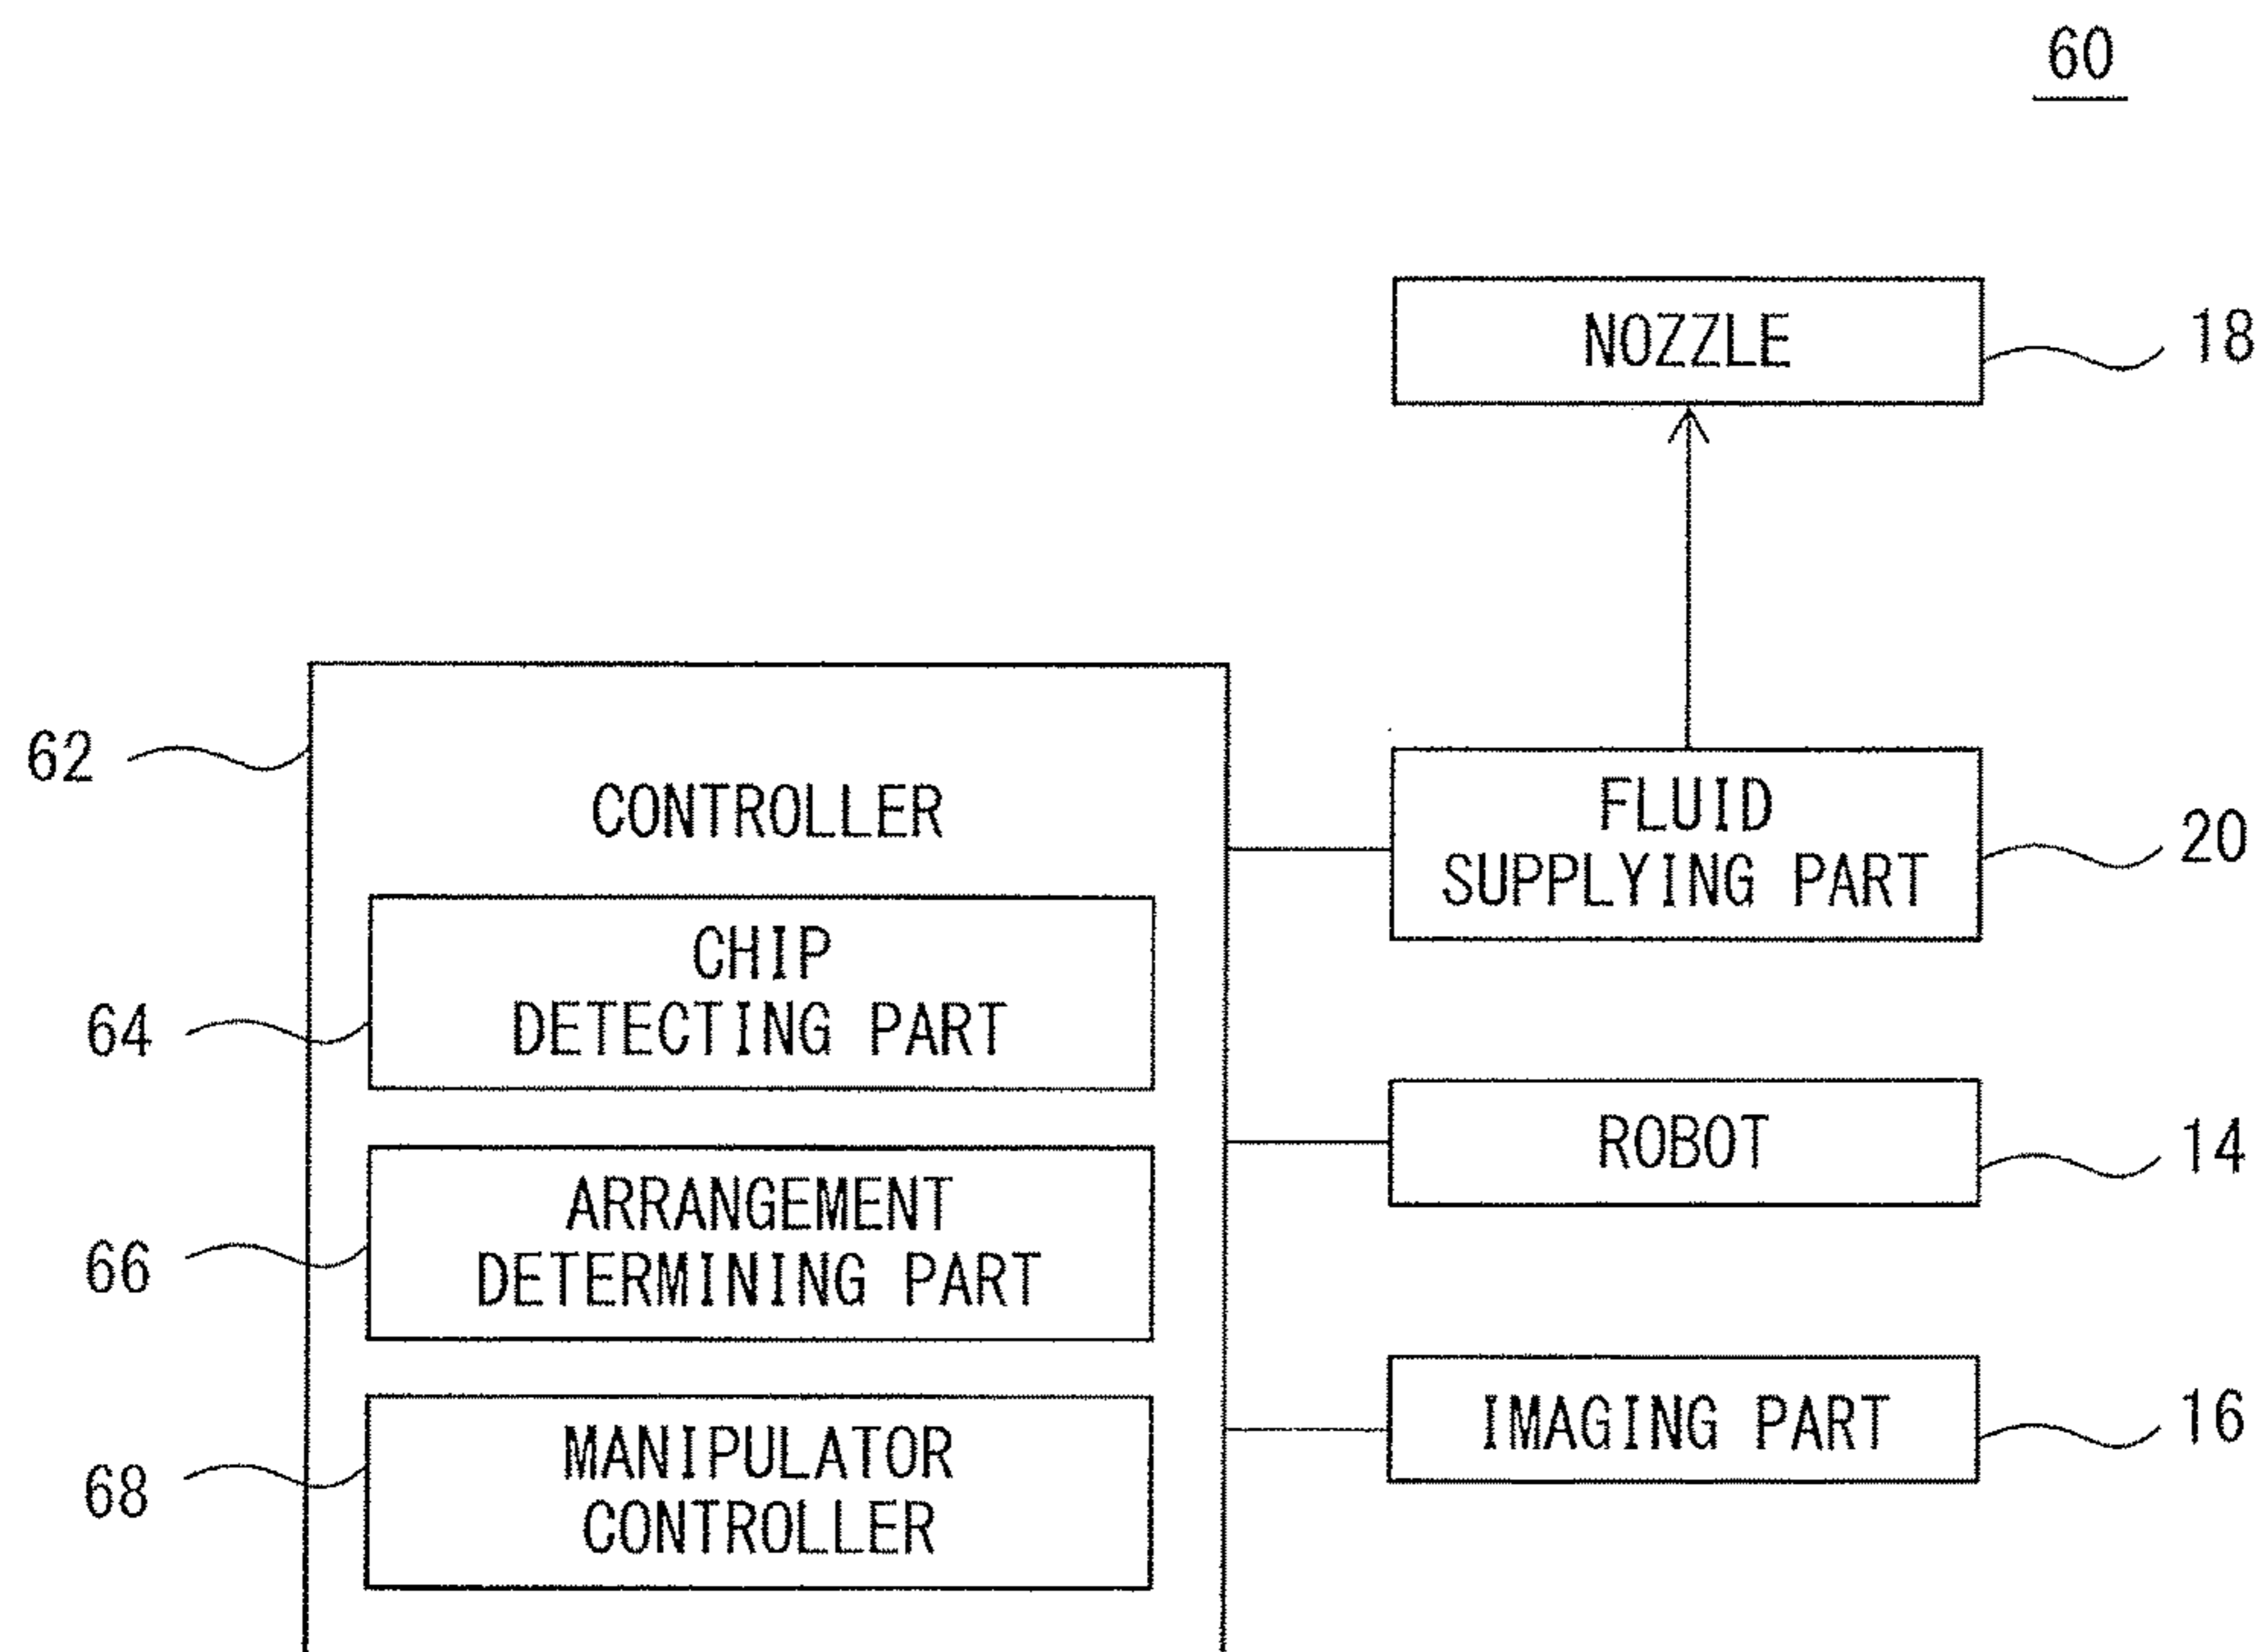 60
NOZZLE
18
62
CONTROLLER
FLUID
SUPPLYING PART
20
CHIP
DETECTING PART
64
ROBOT
14
ARRANGEMENT
DETERMINING PART
66
IMAGING PART
16
MANIPULATOR
CONTROLLER
68